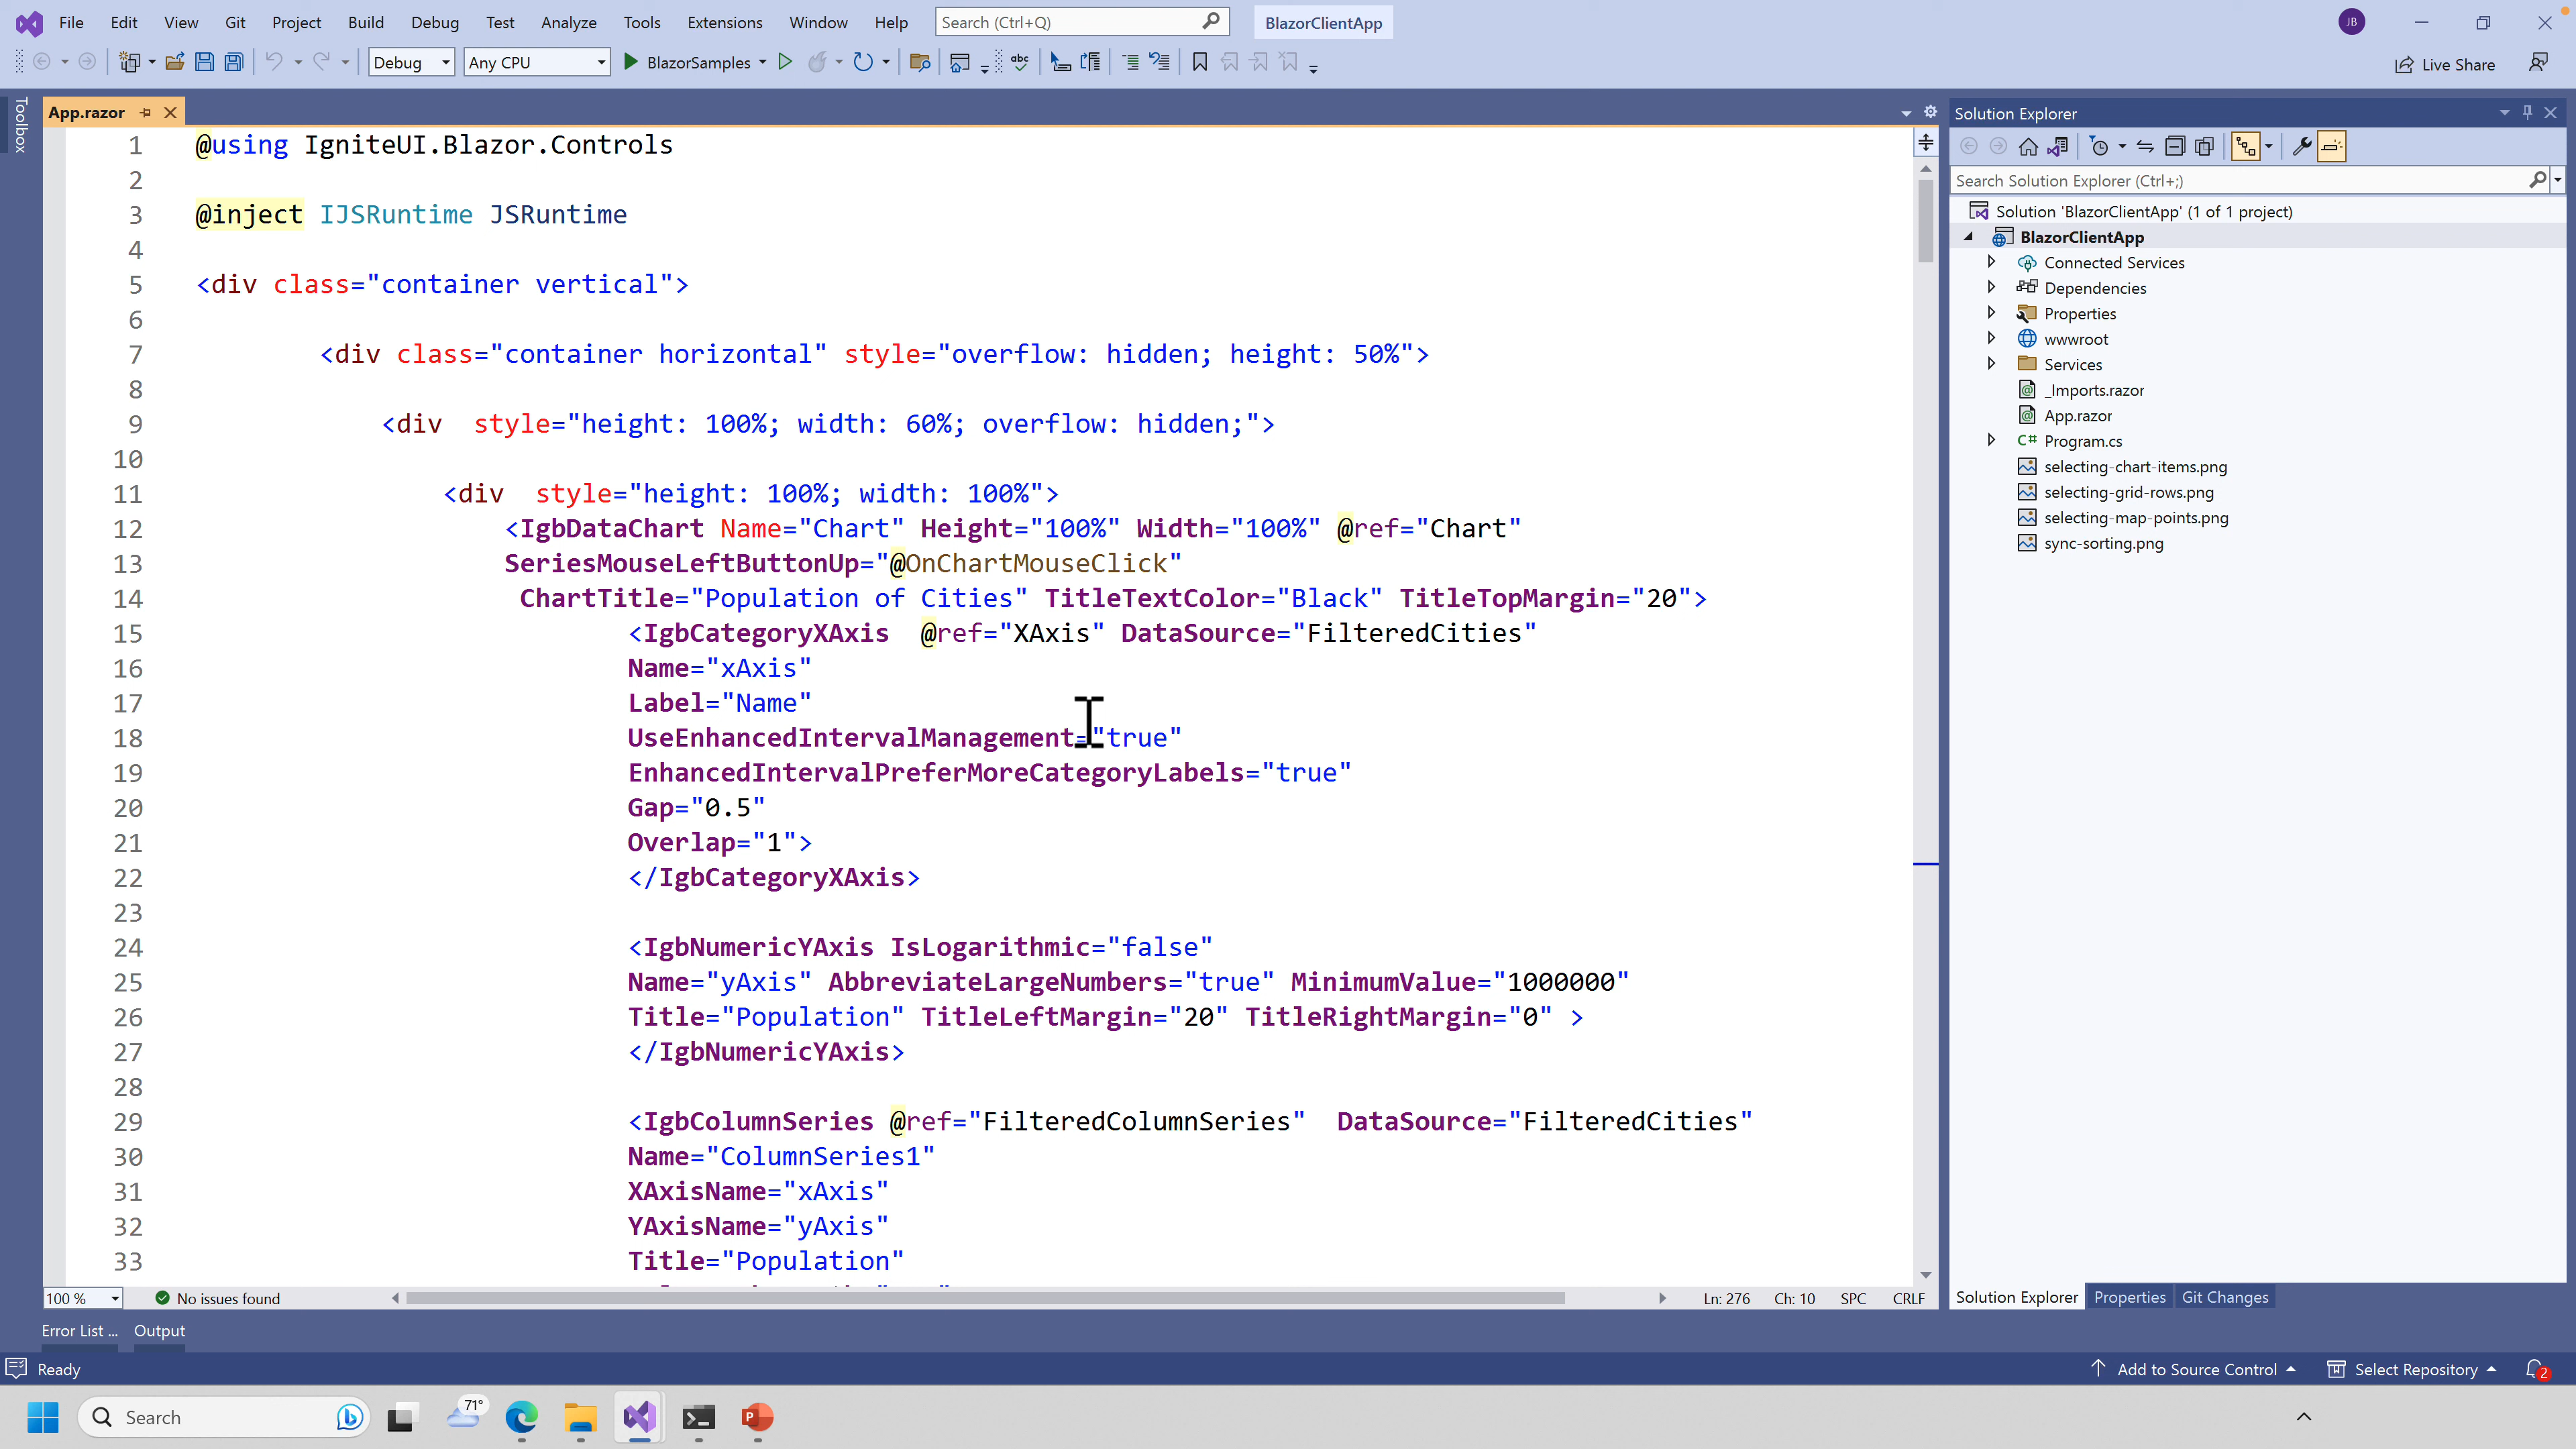 File Edit View Git Project Build Debug Test Analyze Tools Extensions Window Help Search (Ctrl+Q) BlazorClientApp JB
Debug Any CPU BlazorSamples abc Live Share
Toolbox
App.razor
1 @using IgniteUI.Blazor.Controls
2
3 @inject IJSRuntime JSRuntime
4
5 <div class="container vertical">
6
7 <div class="container horizontal" style="overflow: hidden; height: 50%">
8
9 <div  style="height: 100%; width: 60%; overflow: hidden;">
10
11 <div  style="height: 100%; width: 100%">
12 <IgbDataChart Name="Chart" Height="100%" Width="100%" @ref="Chart"
13 SeriesMouseLeftButtonUp="@OnChartMouseClick"
14 ChartTitle="Population of Cities" TitleTextColor="Black" TitleTopMargin="20">
15 <IgbCategoryXAxis  @ref="XAxis" DataSource="FilteredCities"
16 Name="xAxis"
17 Label="Name"
18 UseEnhancedIntervalManagement="true"
19 EnhancedIntervalPreferMoreCategoryLabels="true"
20 Gap="0.5"
21 Overlap="1">
22 </IgbCategoryXAxis>
23
24 <IgbNumericYAxis IsLogarithmic="false"
25 Name="yAxis" AbbreviateLargeNumbers="true" MinimumValue="1000000"
26 Title="Population" TitleLeftMargin="20" TitleRightMargin="0" >
27 </IgbNumericYAxis>
28
29 <IgbColumnSeries @ref="FilteredColumnSeries"  DataSource="FilteredCities"
30 Name="ColumnSeries1"
31 XAxisName="xAxis"
32 YAxisName="yAxis"
33 Title="Population"
100 % No issues found Ln: 276 Ch: 10 SPC CRLF
Solution Explorer
Search Solution Explorer (Ctrl+;)
Solution 'BlazorClientApp' (1 of 1 project)
BlazorClientApp
Connected Services
Dependencies
Properties
wwwroot
Services
_Imports.razor
App.razor
C# Program.cs
selecting-chart-items.png
selecting-grid-rows.png
selecting-map-points.png
sync-sorting.png
Solution Explorer Properties Git Changes
Error List ... Output
Ready Add to Source Control Select Repository 2
Search 71° P